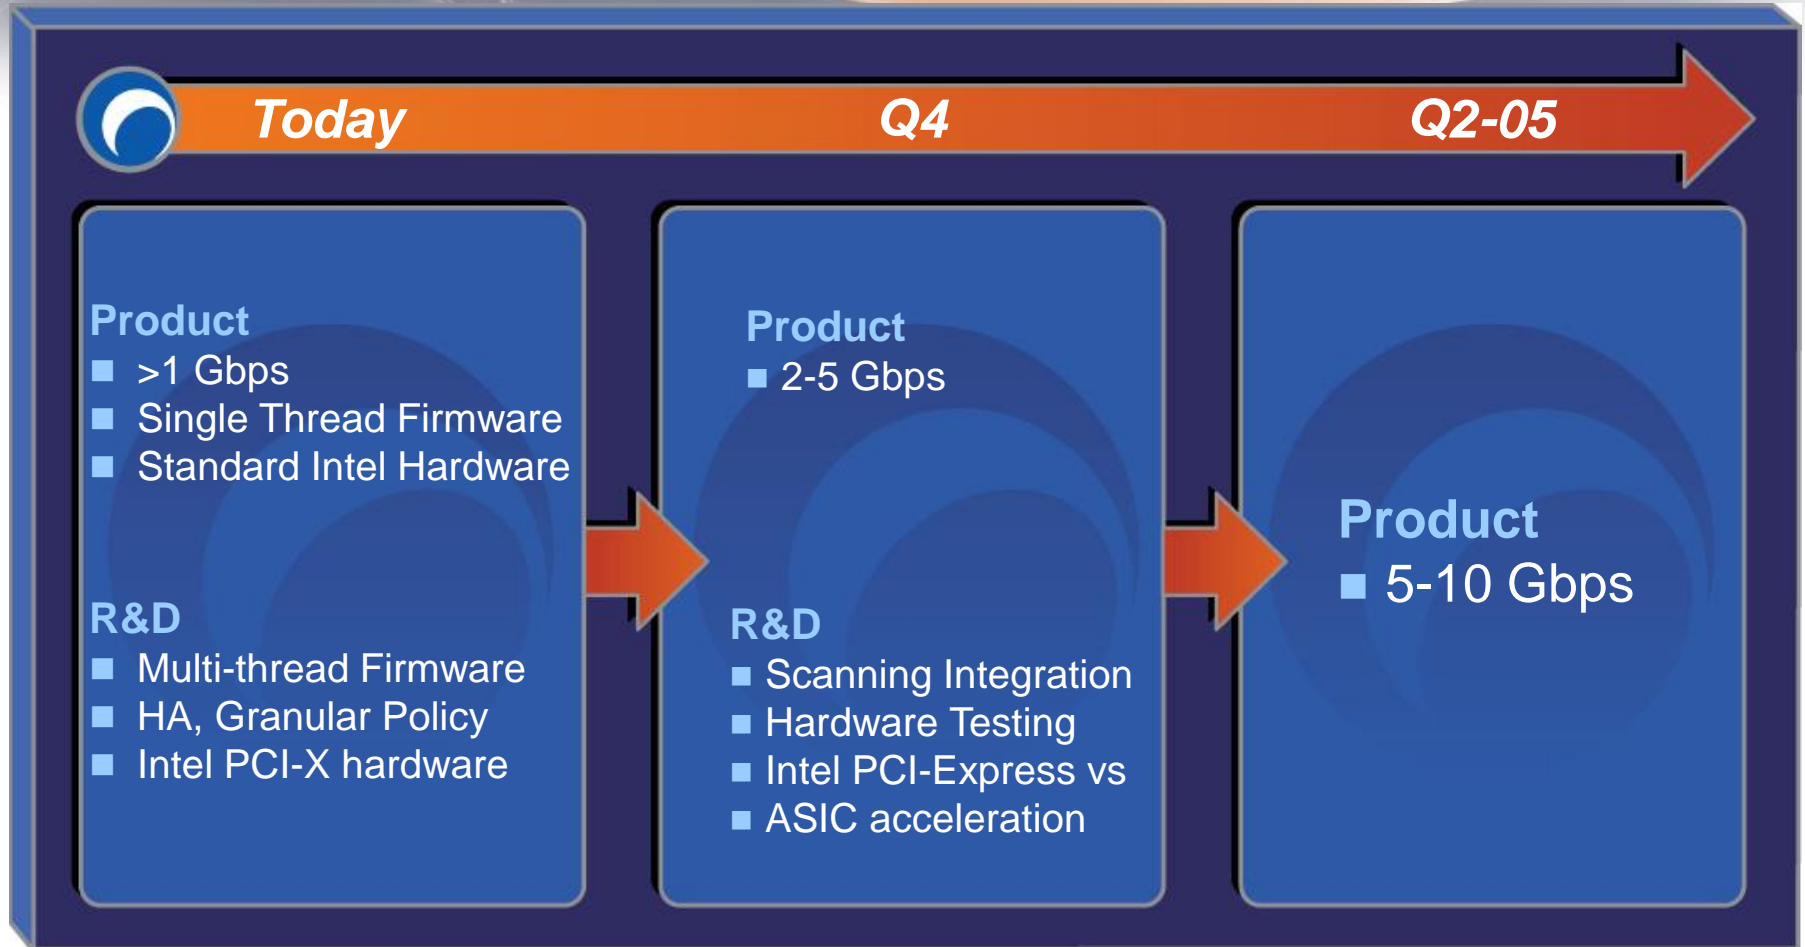 Today
Q4
Q2-05
Product
>1 Gbps
Single Thread Firmware
Standard Intel Hardware
R&D
Multi-thread Firmware
HA, Granular Policy
Intel PCI-X hardware
Product
2-5 Gbps
R&D
Scanning Integration
Hardware Testing
Intel PCI-Express vs
ASIC acceleration
Product
5-10 Gbps